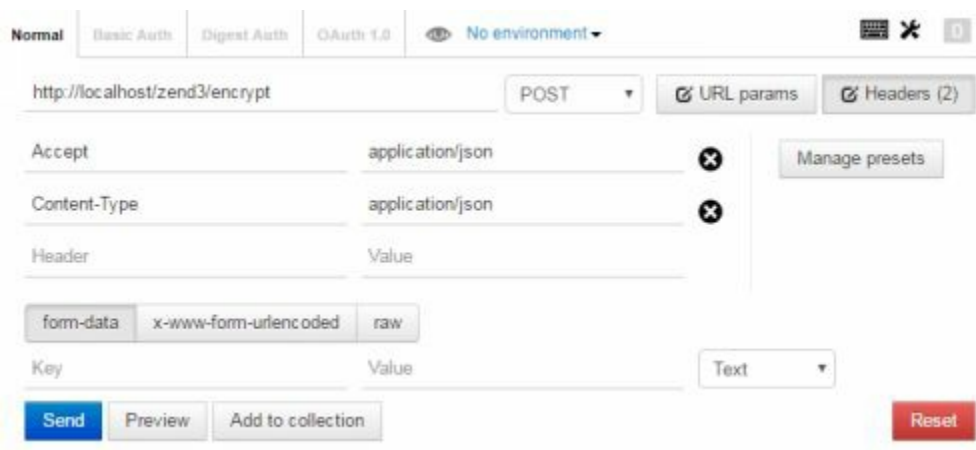 Normal Basic Auth Digest Auth OAuth 1.0 No environment 0
http://localhost/zend3/encrypt POST URL params Headers (2)
Accept application/json Manage presets
Content-Type application/json
Header Value
form-data x-www-form-urlencoded raw
Key Value Text
Send Preview Add to collection Reset